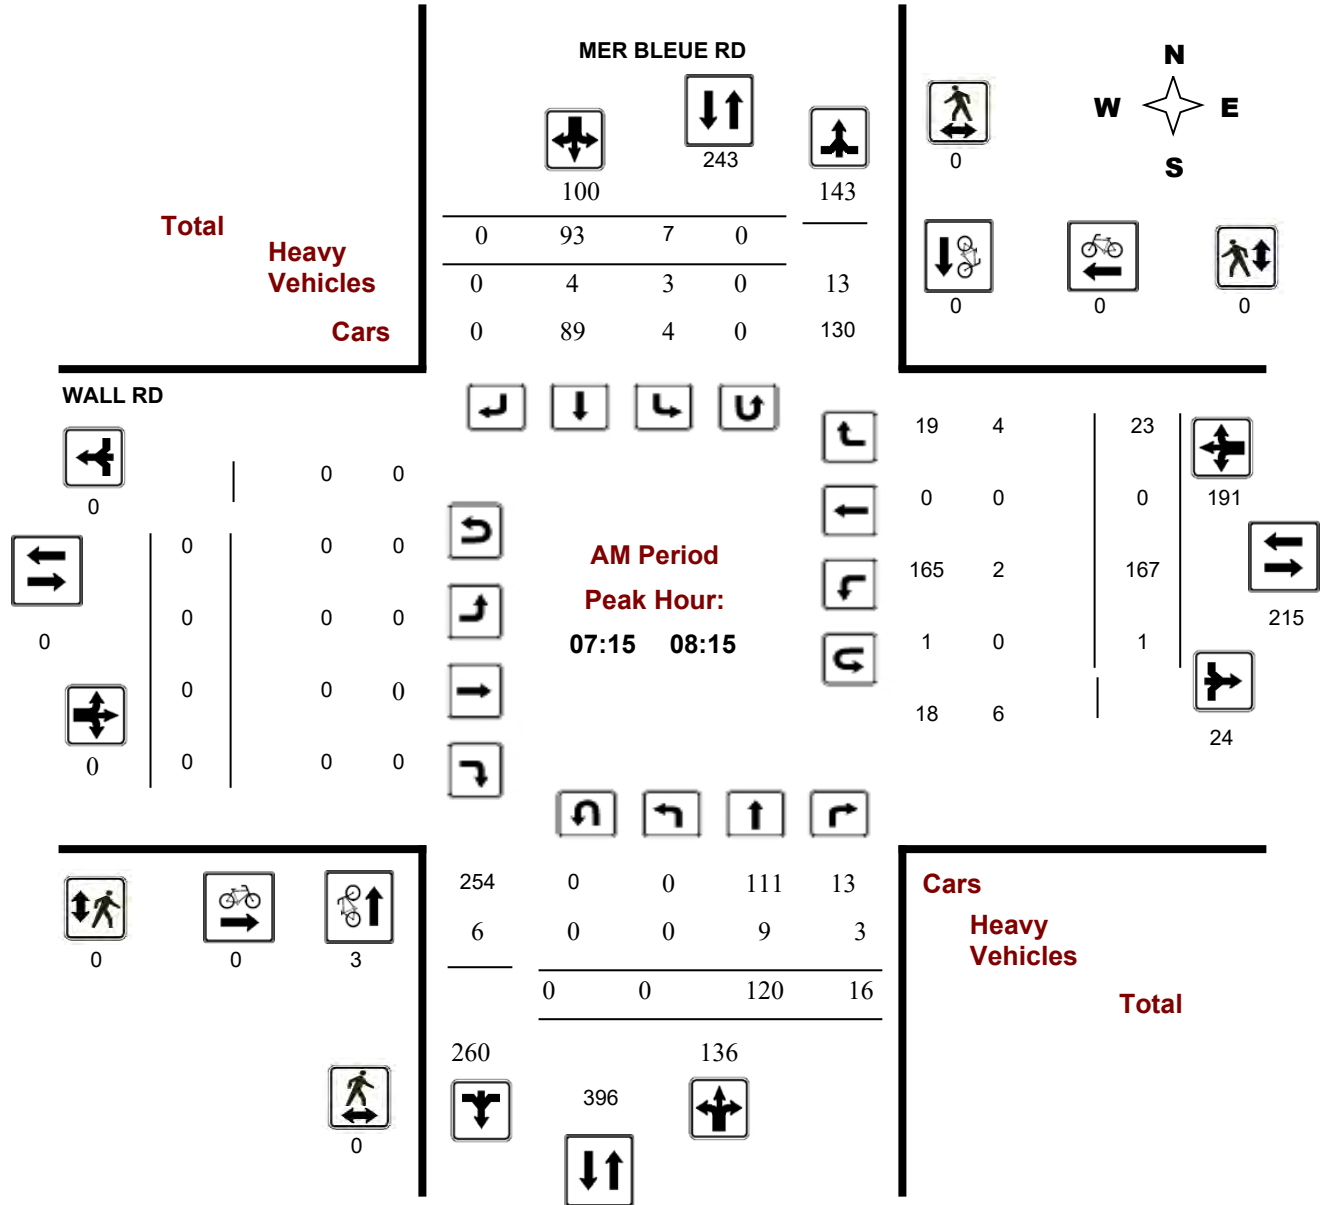 MER BLEUE RD
N
W E
S
243
0
100 143
Total
0 93 7 0
Heavy
Vehicles
0 4 3 0 13
Cars
0 89 4 0 130
0 0 0
WALL RD
19 4 23
0 0
0 0 0 0 191
0 0 0
AM Period
165 2 167
0
Peak Hour:
0 0 0
215
07:15 08:15
1 0 1
0 0 0
18 6
24
0 0 0 0
254 0 0 111 13
Cars
6 0 0 9 3
Heavy
Vehicles
0 0 3
0 0 120 16
Total
260 136
396
0